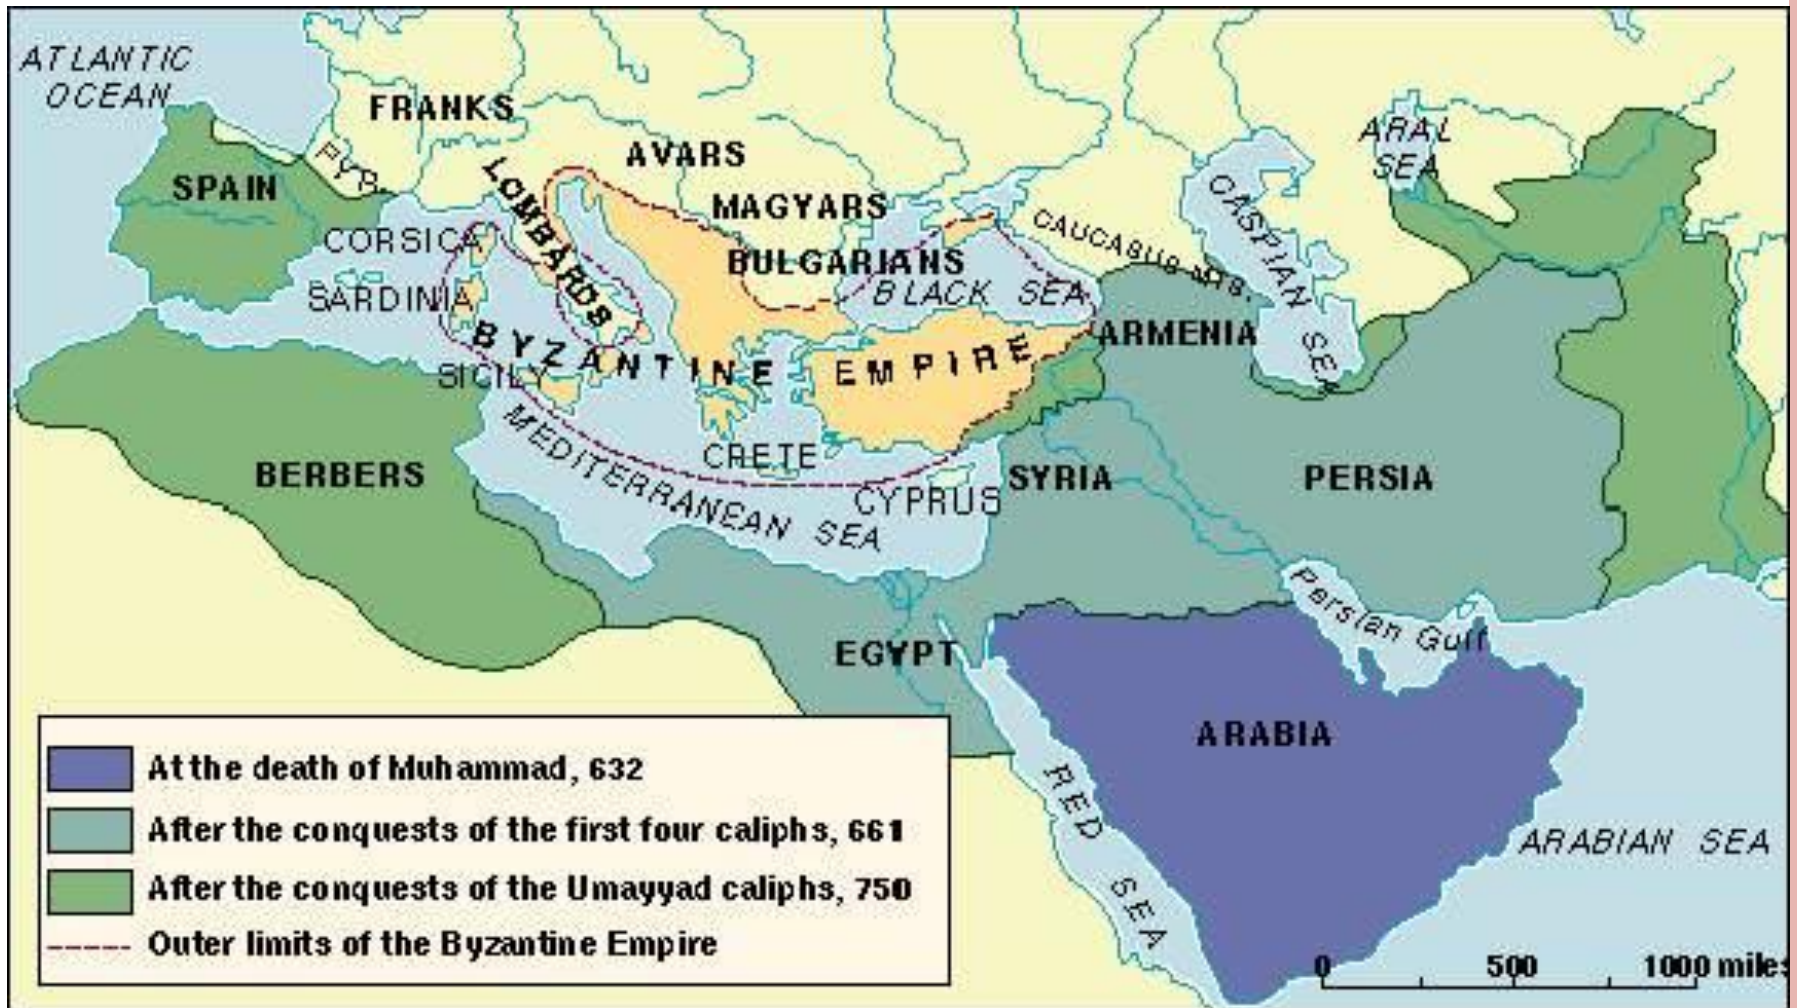 ATLANTIC
OCEAN
FRANKS
AVARS
ARAL
SEA
PYR.
SPAIN
LOMBARDS
MAGYARS
CASPIAN SEA
CORSICA
CAUCASUS Mts.
BULGARIANS
BLACK SEA
SARDINIA
ARMENIA
BYZANTINE EMPIRE
SICILY
MEDITERRANEAN SEA
CRETE
BERBERS
SYRIA
PERSIA
CYPRUS
Persian Gulf
EGYPT
ARABIA
RED SEA
ARABIAN SEA
At the death of Muhammad, 632
After the conquests of the first four caliphs, 661
After the conquests of the Umayyad caliphs, 750
Outer limits of the Byzantine Empire
0 500 1000 miles